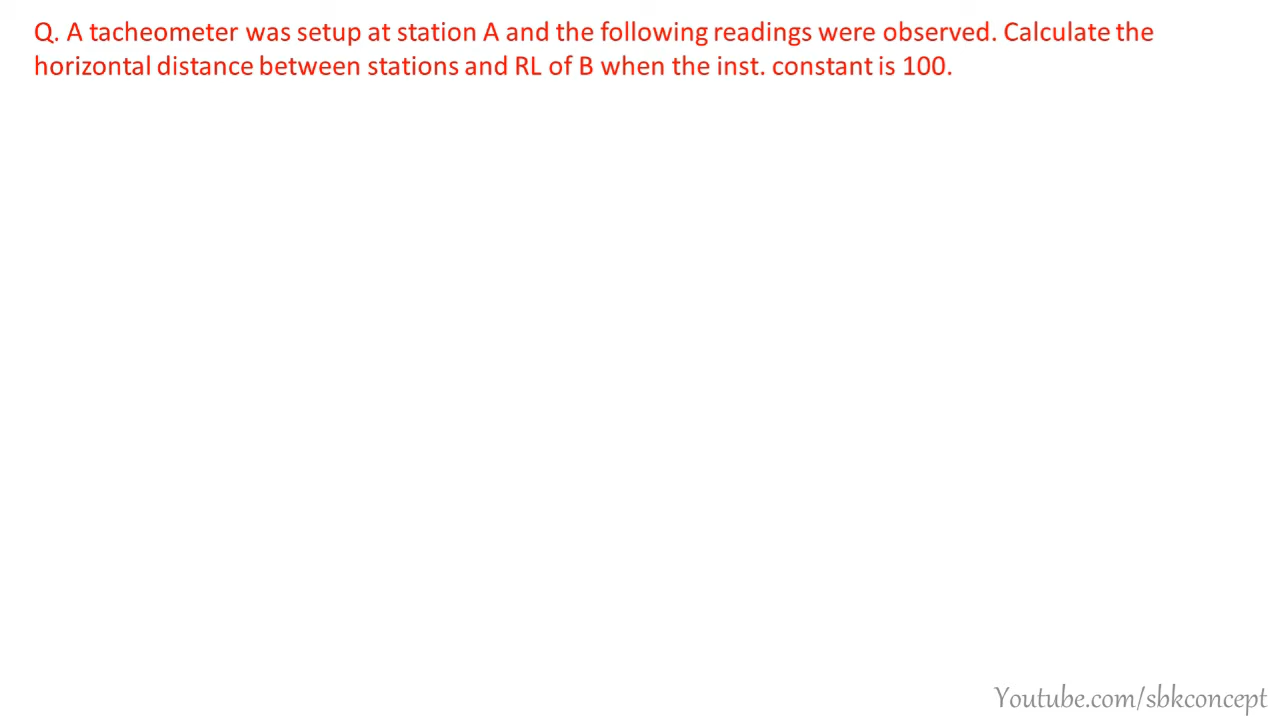 Q. A tacheometer was setup at station A and the following readings were observed. Calculate the
horizontal distance between stations and RL of B when the inst. constant is 100.
Youtube.com/sbkconcept